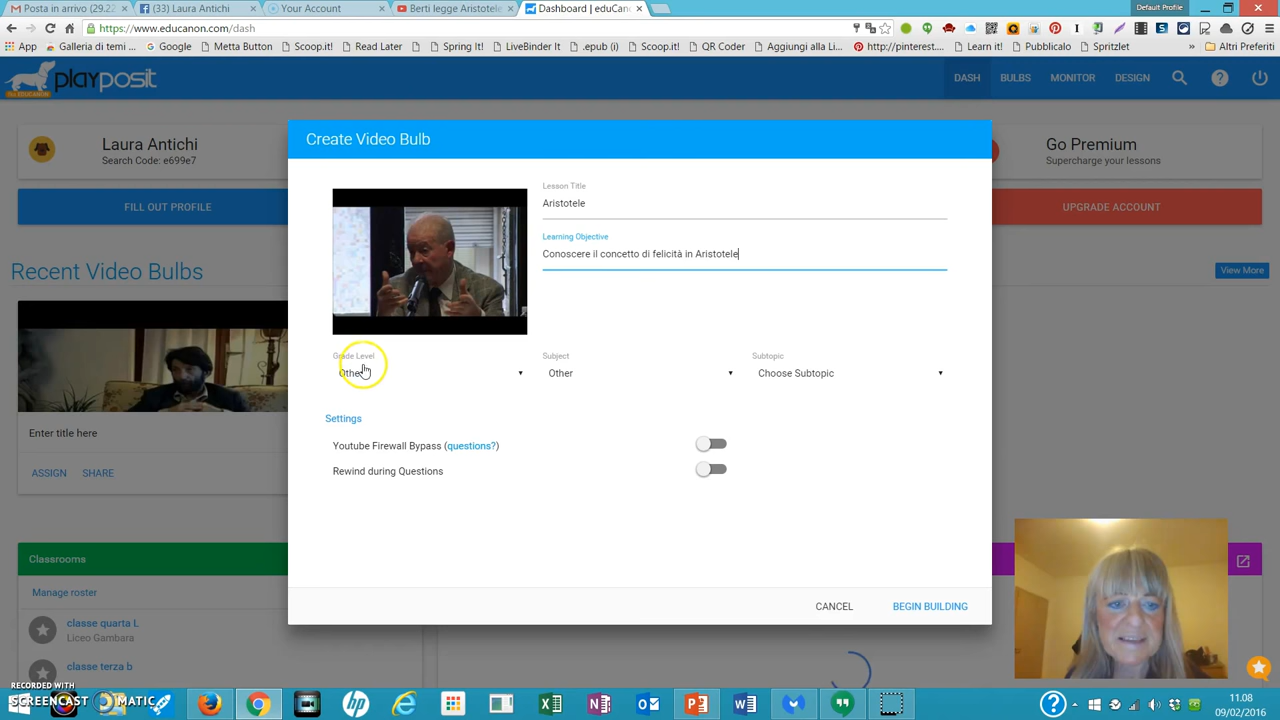 Posta in arrivo (29.22
(33) Laura Antichi
Your Account
Berti legge Aristotele
Dashboard | eduCanon
Default Profile
https://www.educanon.com/dash
App
Galleria di temi ...
Google
Metta Button
Scoop.it!
Read Later
Spring It!
LiveBinder It
.epub (i)
Scoop.it!
QR Coder
Aggiungi alla Li...
http://pinterest....
Learn it!
Pubblicalo
Spritzlet
»
Altri Preferiti
playposit
fka EDUCANON
DASH
BULBS
MONITOR
DESIGN
Laura Antichi
Search Code: e699e7
FILL OUT PROFILE
Go Premium
Supercharge your lessons
UPGRADE ACCOUNT
Recent Video Bulbs
View More
Enter title here
ASSIGN
SHARE
Classrooms
Manage roster
classe quarta L
Liceo Gambara
classe terza b
Create Video Bulb
Lesson Title
Aristotele
Learning Objective
Conoscere il concetto di felicità in Aristotele
Grade Level
Other
Subject
Other
Subtopic
Choose Subtopic
Settings
Youtube Firewall Bypass (questions?)
Rewind during Questions
CANCEL
BEGIN BUILDING
RECORDED WITH
SCREENCAST MATIC
11.08
09/02/2016